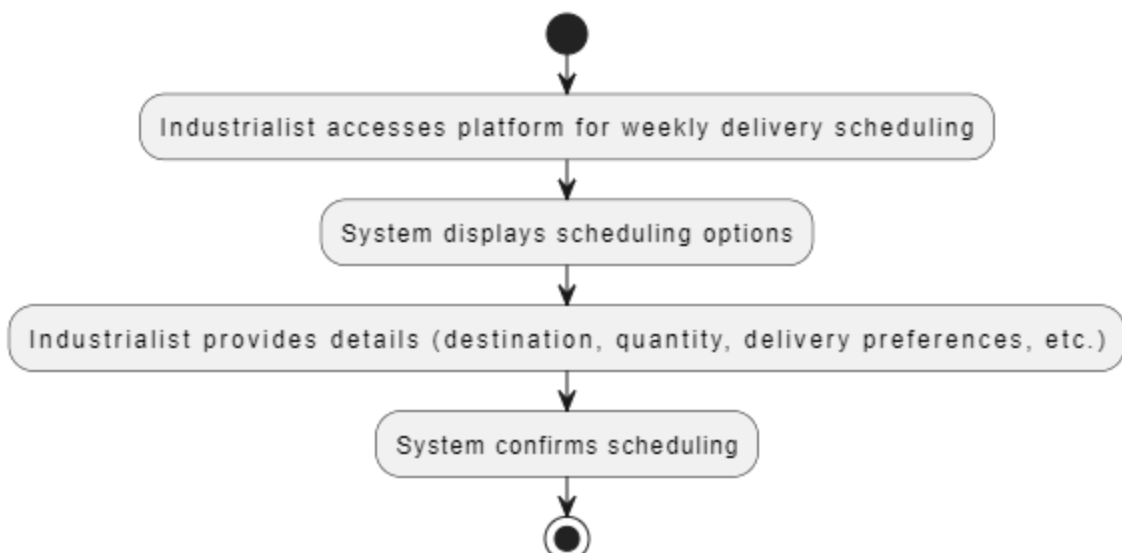 Industrialist accesses platform for weekly delivery scheduling
System displays scheduling options
Industrialist provides details (destination, quantity, delivery preferences, etc.)
System confirms scheduling